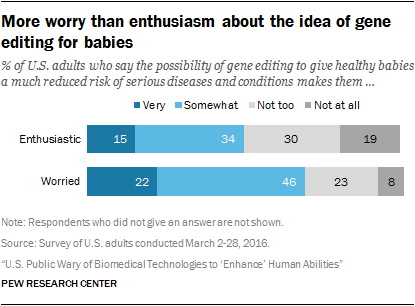 More worry than enthusiasm about the idea of gene
editing for babies
% of U.S. adults who say the possibility of gene editing to give healthy babies
a much reduced risk of serious diseases and conditions makes them ...
Very Somewhat Not too Not at all
Enthusiastic 15 34 30 19
Worried 22 46 23 8
Note: Respondents who did not give an answer are not shown.
Source: Survey of U.S. adults conducted March 2-28, 2016.
“U.S. Public Wary of Biomedical Technologies to ‘Enhance’ Human Abilities”
PEW RESEARCH CENTER